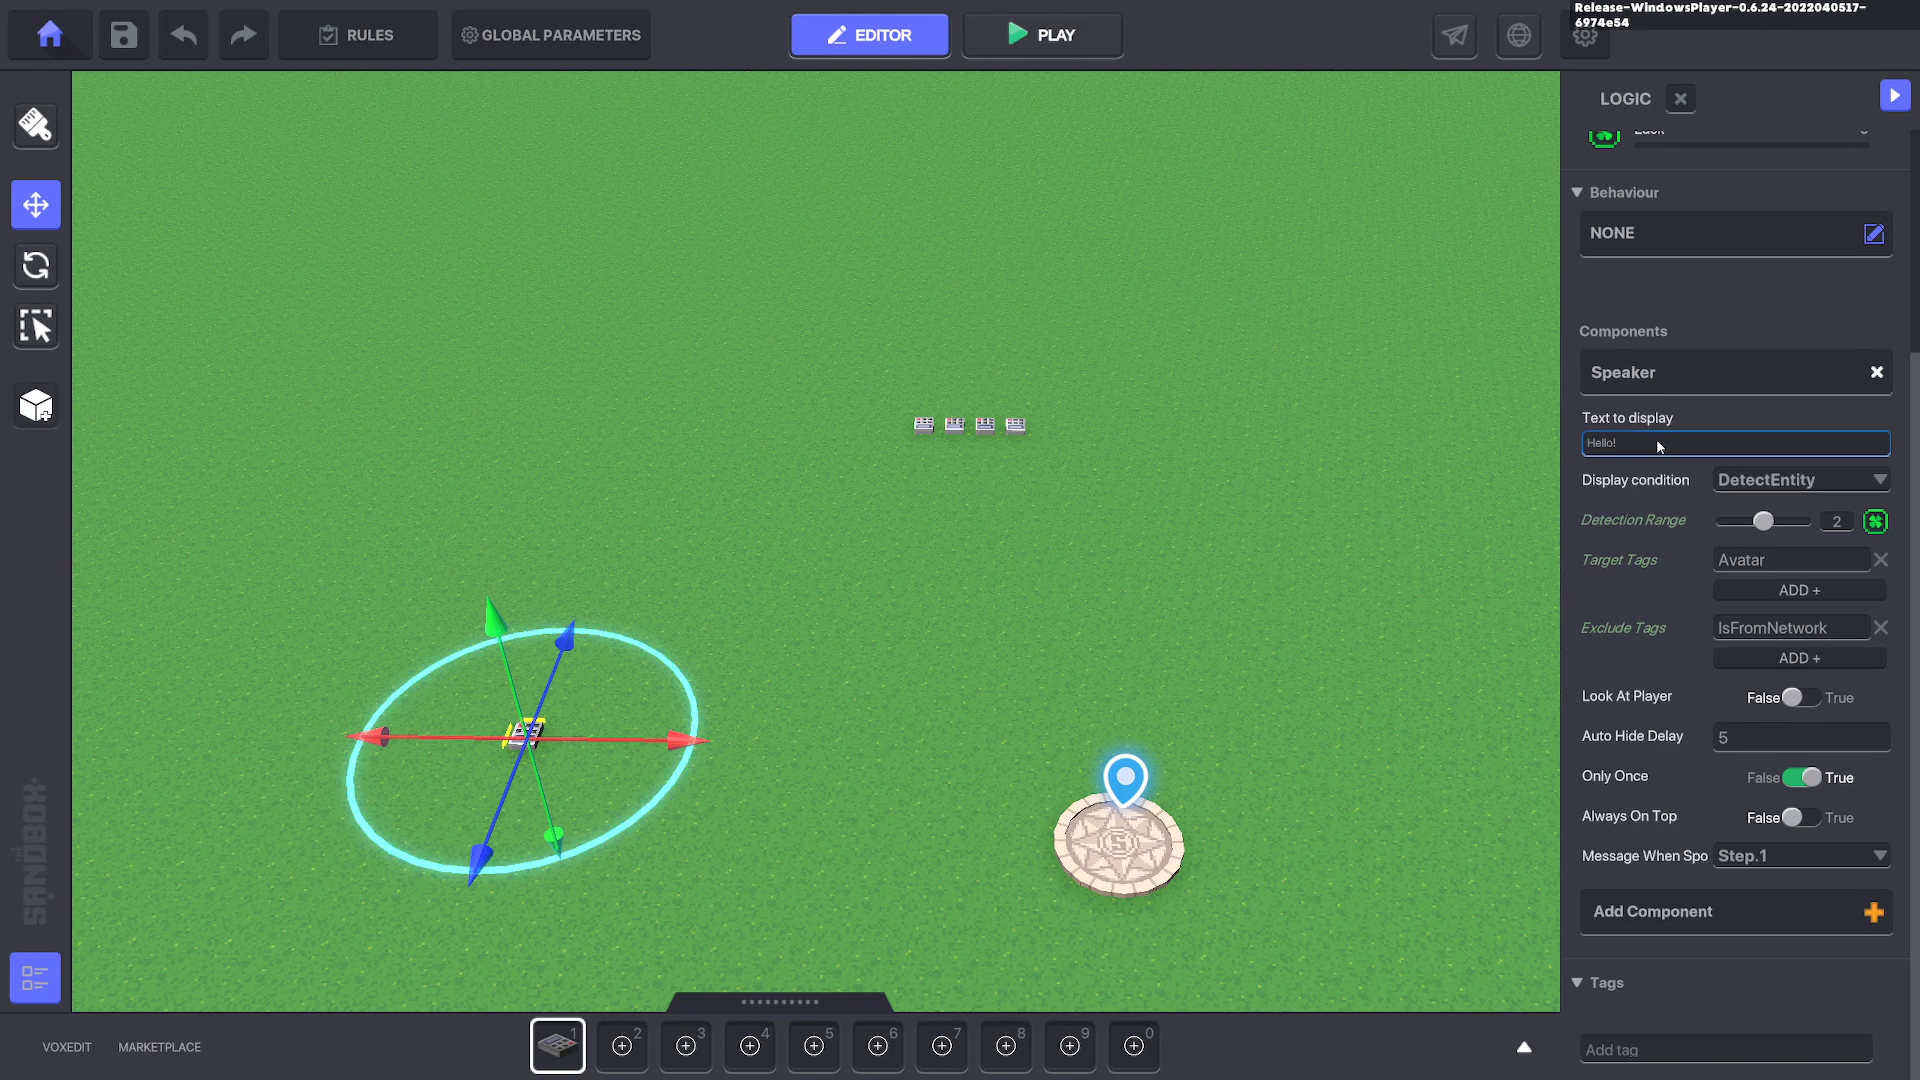 Release-WindowsPlayer-0.6.24-2022040517-
6974e54
RULES
GLOBAL PARAMETERS
EDITOR
PLAY
LOGIC
Behaviour
NONE
Components
Speaker
Text to display
Hello!
Display condition DetectEntity
Detection Range 2
Target Tags Avatar
ADD +
Exclude Tags IsFromNetwork
ADD +
Look At Player False True
Auto Hide Delay 5
Only Once False True
Always On Top False True
Message When Spo Step.1
Add Component
Tags
Add tag
THE SANDBOX
VOXEDIT MARKETPLACE
1 2 3 4 5 6 7 8 9 0